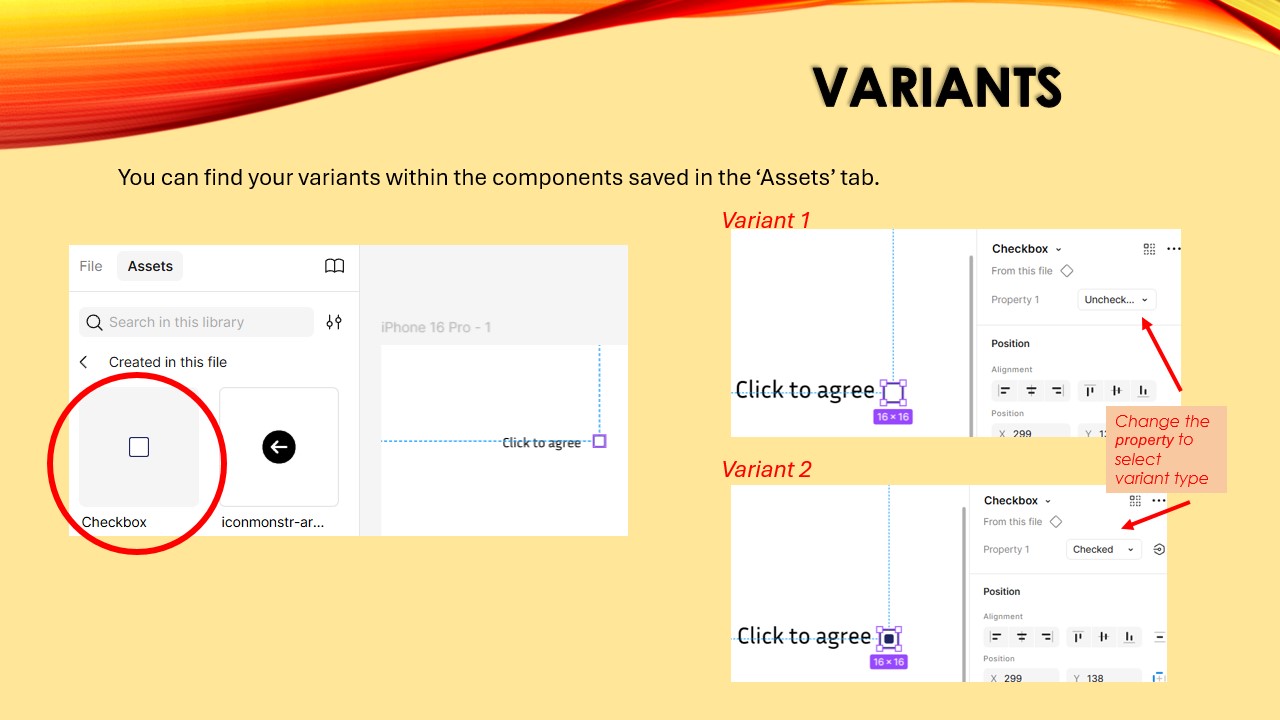 VARIANTS
You can find your variants within the components saved in the ‘Assets’ tab.
File Assets
Search in this library
Created in this file
Checkbox iconmonstr-ar...
iPhone 16 Pro - 1
Click to agree
Variant 1
Click to agree
16 × 16
Checkbox
From this file
Property 1 Uncheck...
Position
Alignment
Position
X 299 Y
Change the
property to
select
variant type
Variant 2
Click to agree
16 × 16
Checkbox
From this file
Property 1 Checked
Position
Alignment
Position
X 299 Y 138